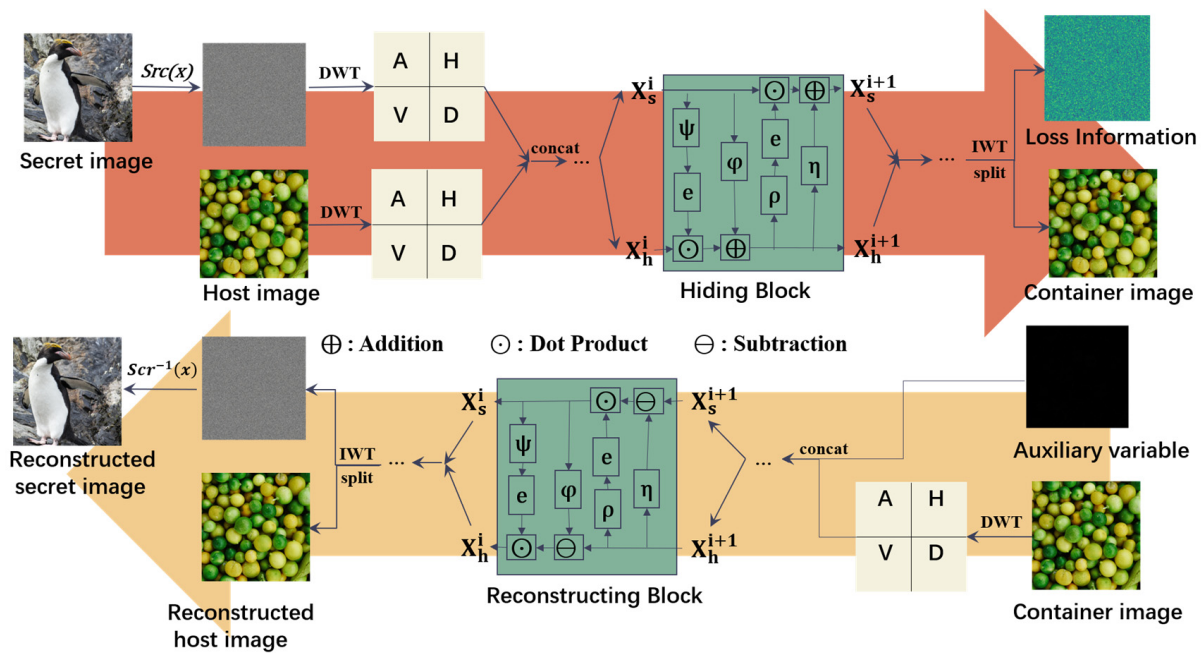 Src(x)
DWT
A H
V D
Secret image
concat
...
X_s^i
ψ
e
φ
e
ρ
η
X_s^{i+1}
X_h^i
X_h^{i+1}
Hiding Block
...
IWT
split
Loss Information
DWT
A H
V D
Host image
Container image
⊕ : Addition ⊙ : Dot Product ⊖ : Subtraction
Scr⁻¹(x)
Reconstructed
secret image
IWT
split
...
X_s^i
ψ
e
φ
e
ρ
η
X_s^{i+1}
X_h^i
X_h^{i+1}
Reconstructing Block
...
concat
Auxiliary variable
A H
V D
DWT
Container image
Reconstructed
host image